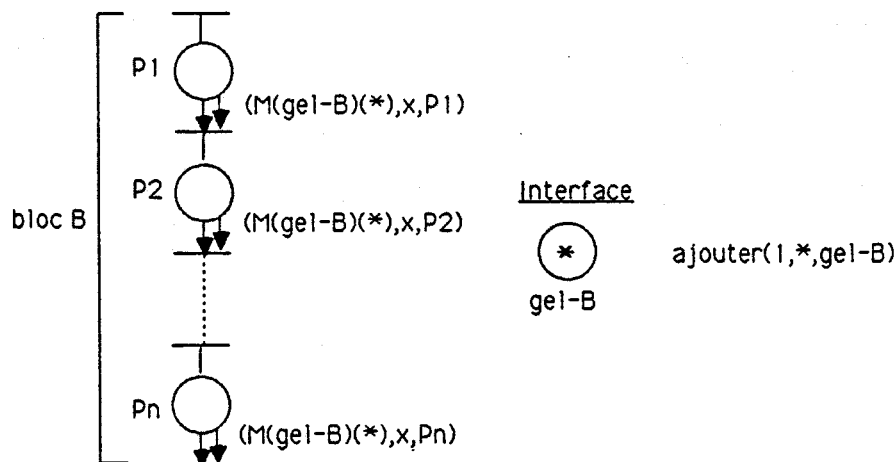 P1
(M(gel-B)(*),x,P1)
P2
(M(gel-B)(*),x,P2)
bloc B
Interface
*
ajouter(1,*,gel-B)
gel-B
Pn
(M(gel-B)(*),x,Pn)